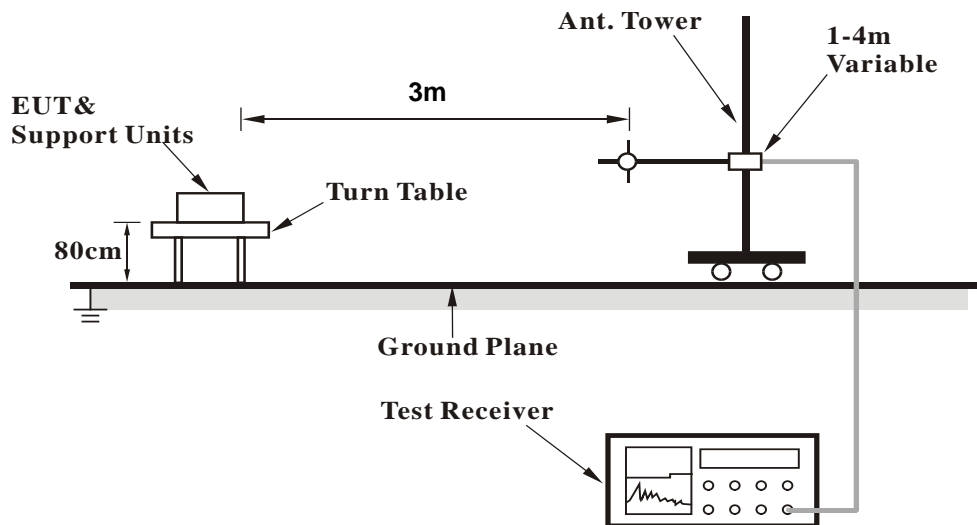 Ant. Tower
1-4m
Variable
3m
EUT&
Support Units
Turn Table
80cm
Ground Plane
Test Receiver